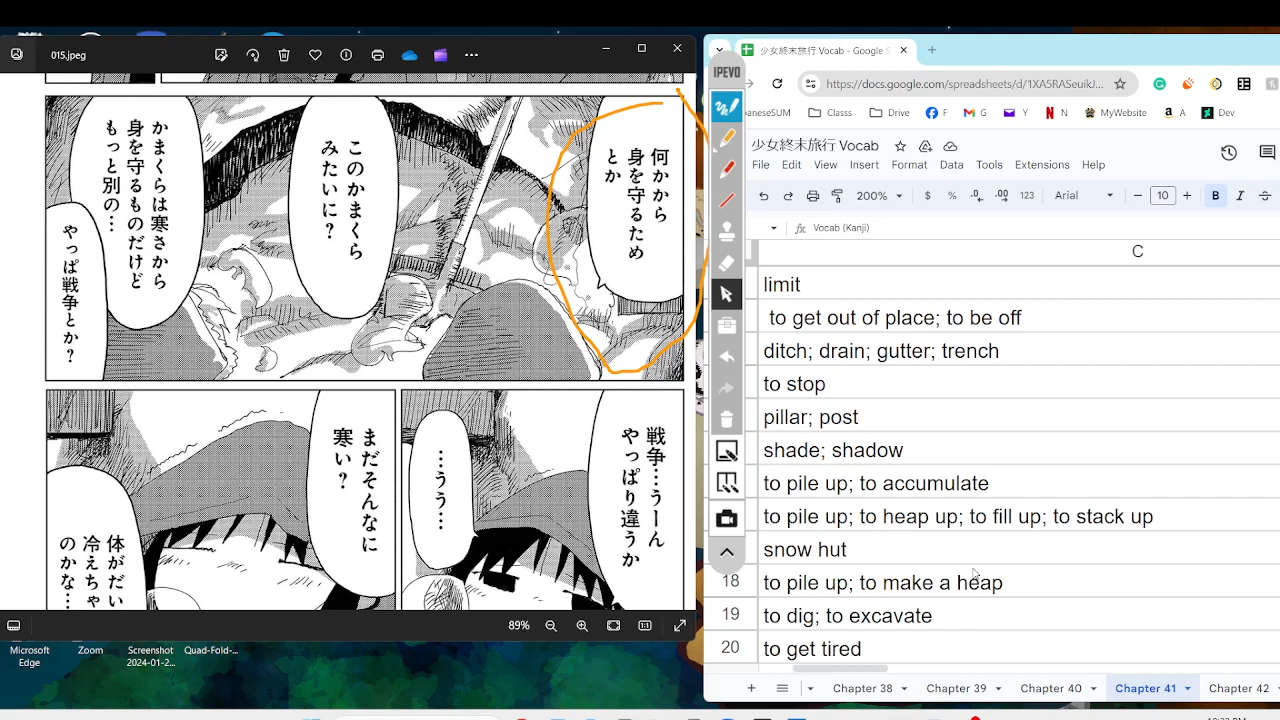 015.jpeg
何かから
身を守るため
とか
このかまくら
みたいに？
かまくらは寒さから
身を守るものだけど
もっと別の…
やっぱ戦争とか？
戦争…うーん
やっぱり違うか
…うう…
まだそんなに
寒い？
体がだい
冷えちゃ
のかな…
89%
Microsoft Edge
Zoom
Screenshot 2024-01-2...
Quad-Fold-...
少女終末旅行 Vocab - Google S
IPEVO
https://docs.google.com/spreadsheets/d/1XA5RASeuikJ...
paneseSUM
Classs
Drive
F
G
Y
N
MyWebsite
Dev
少女終末旅行 Vocab
File Edit View Insert Format Data Tools Extensions Help
200% $ % .0 .00 123 Arial 10 B I
fx Vocab (Kanji)
C
limit
to get out of place; to be off
ditch; drain; gutter; trench
to stop
pillar; post
shade; shadow
to pile up; to accumulate
to pile up; to heap up; to fill up; to stack up
snow hut
18 to pile up; to make a heap
19 to dig; to excavate
20 to get tired
Chapter 38 Chapter 39 Chapter 40 Chapter 41 Chapter 42